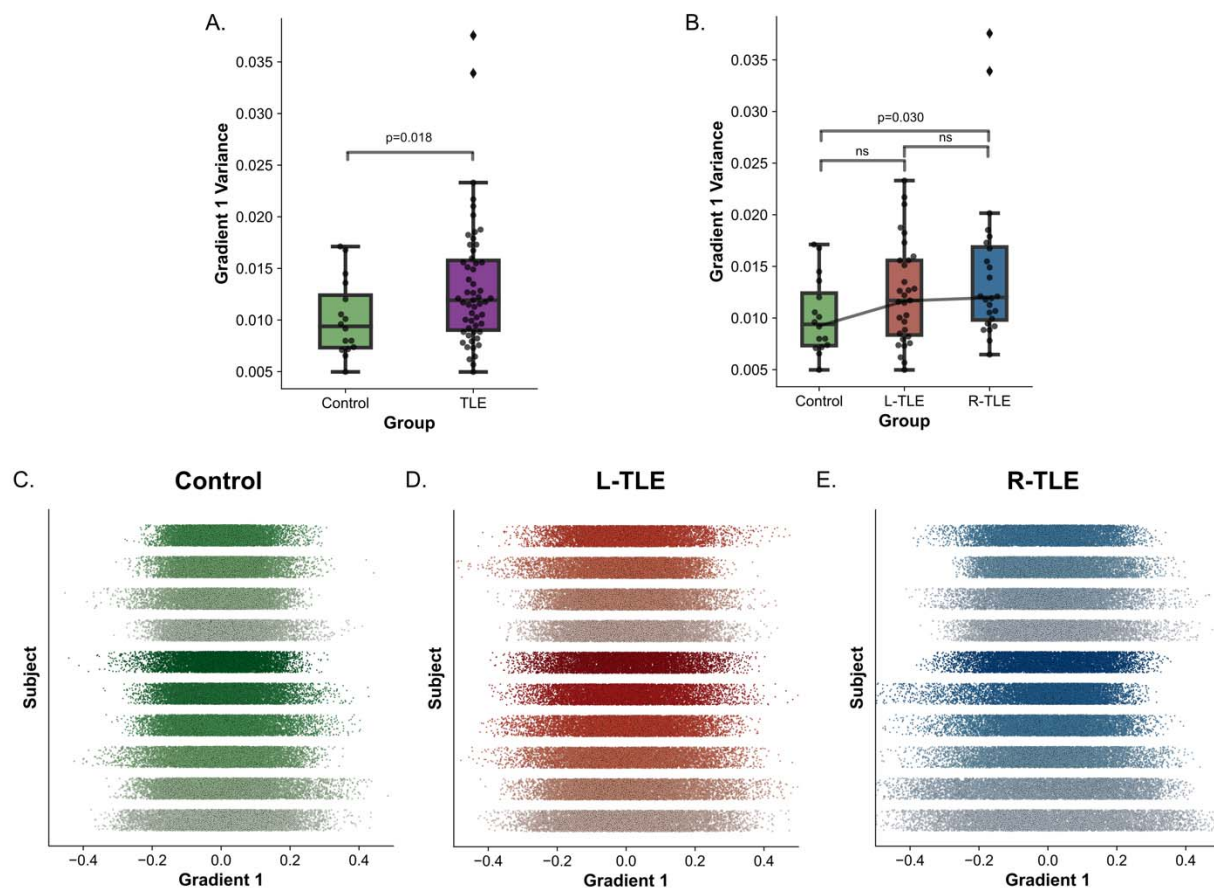 A.
Gradient 1 Variance
0.035
0.030
0.025
0.020
0.015
0.010
0.005
p=0.018
Control TLE
Group
B.
Gradient 1 Variance
0.035
0.030
0.025
0.020
0.015
0.010
0.005
p=0.030
ns
ns
Control L-TLE R-TLE
Group
C.
Control
Subject
−0.4 −0.2 0.0 0.2 0.4
Gradient 1
D.
L-TLE
Subject
−0.4 −0.2 0.0 0.2 0.4
Gradient 1
E.
R-TLE
Subject
−0.4 −0.2 0.0 0.2 0.4
Gradient 1